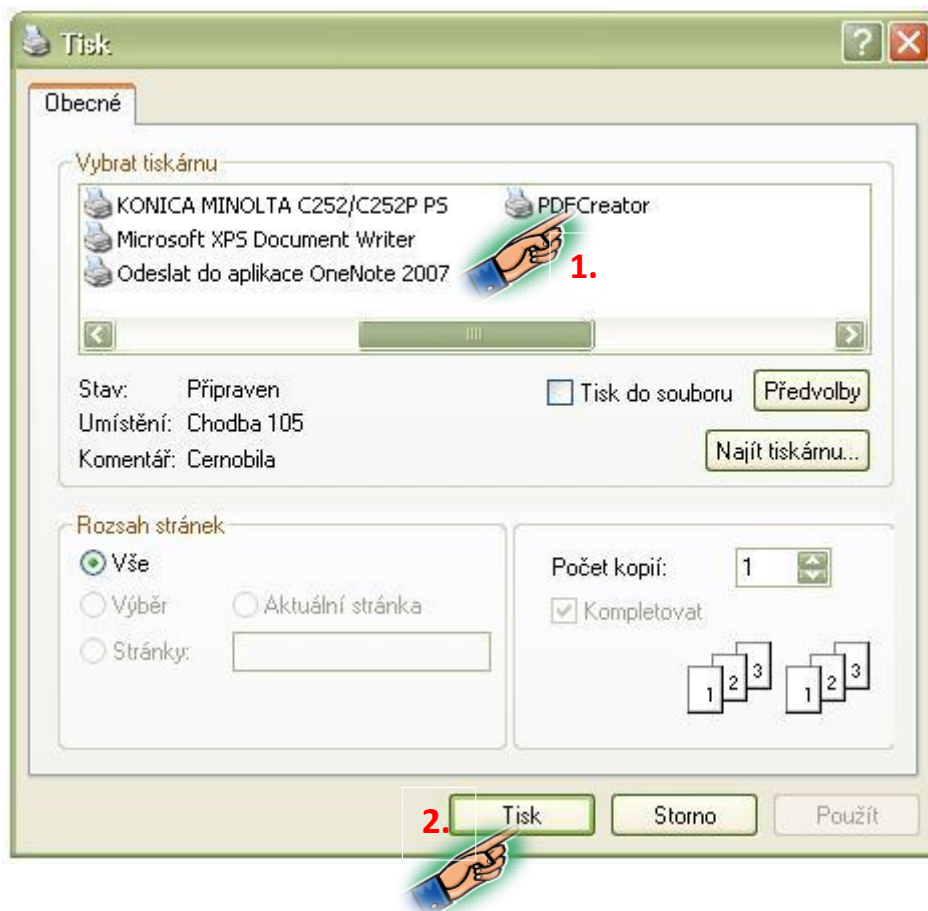 Tisk
Obecné
Vybrat tiskárnu
KONICA MINOLTA C252/C252P PS
PDFCreator
Microsoft XPS Document Writer
Odeslat do aplikace OneNote 2007
1.
Stav: Připraven
Tisk do souboru
Předvolby
Umístění: Chodba 105
Komentář: Cernobila
Najít tiskárnu...
Rozsah stránek
Vše
Výběr
Aktuální stránka
Stránky:
Počet kopií: 1
Kompletovat
1 2 3 1 2 3
2.
Tisk
Storno
Použít